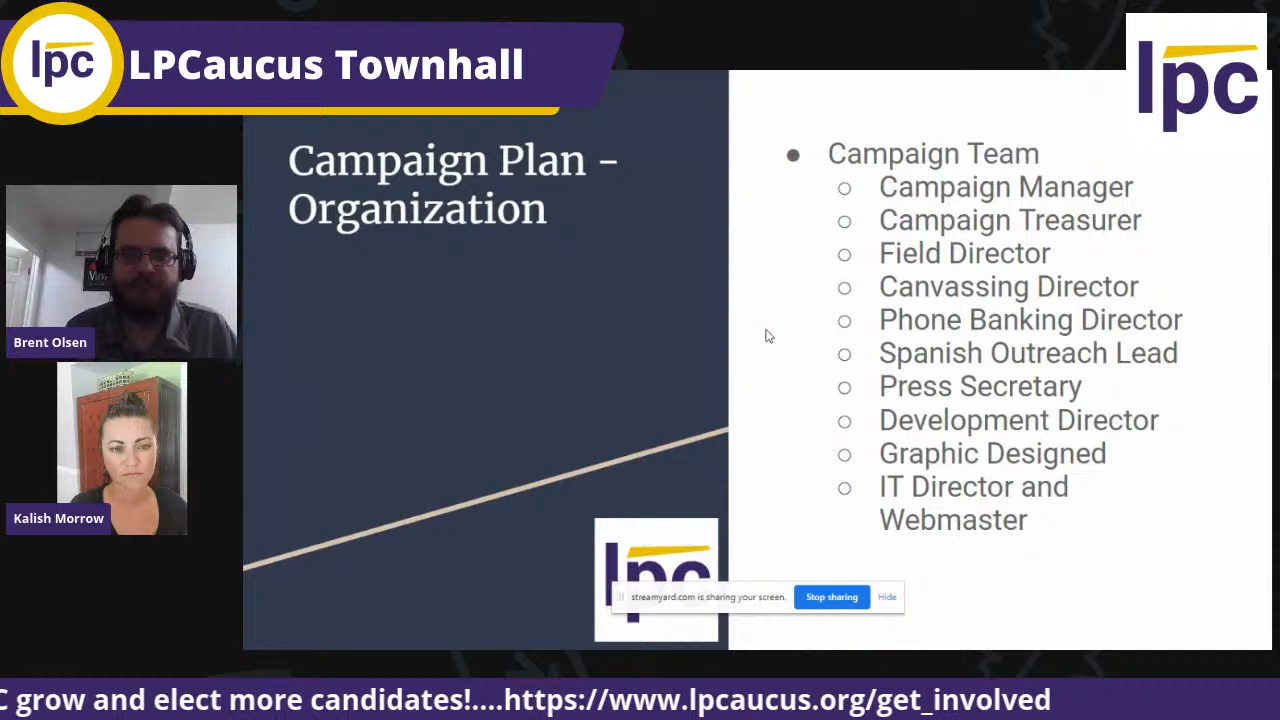 lpc
LPCaucus Townhall
lpc
Campaign Plan –
Organization
Campaign Team
Campaign Manager
Campaign Treasurer
Field Director
Canvassing Director
Phone Banking Director
Spanish Outreach Lead
Press Secretary
Development Director
Graphic Designed
IT Director and
Webmaster
Brent Olsen
Kalish Morrow
lpc
streamyard.com is sharing your screen.
Stop sharing
Hide
C grow and elect more candidates!....https://www.lpcaucus.org/get_involved